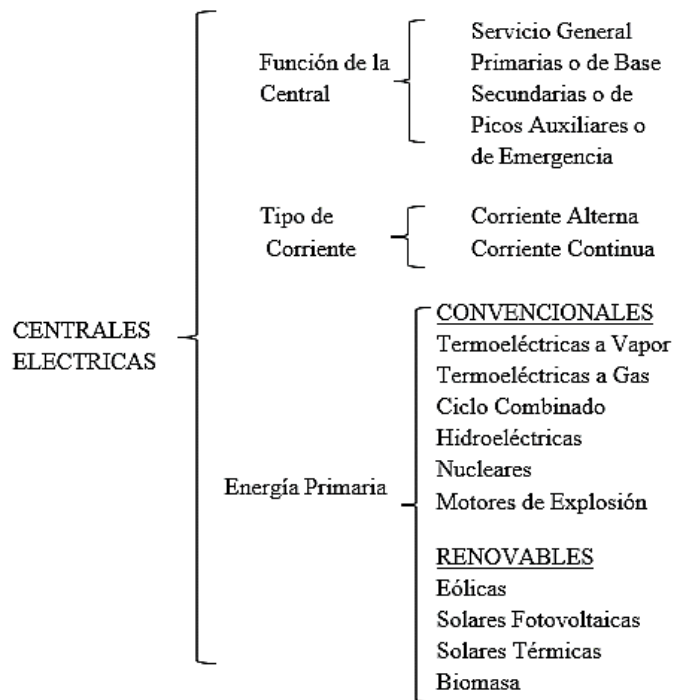 CENTRALES
ELECTRICAS
Función de la
Central
Servicio General
Primarias o de Base
Secundarias o de
Picos Auxiliares o
de Emergencia
Tipo de
Corriente
Corriente Alterna
Corriente Continua
Energía Primaria
CONVENCIONALES
Termoeléctricas a Vapor
Termoeléctricas a Gas
Ciclo Combinado
Hidroeléctricas
Nucleares
Motores de Explosión
RENOVABLES
Eólicas
Solares Fotovoltaicas
Solares Térmicas
Biomasa